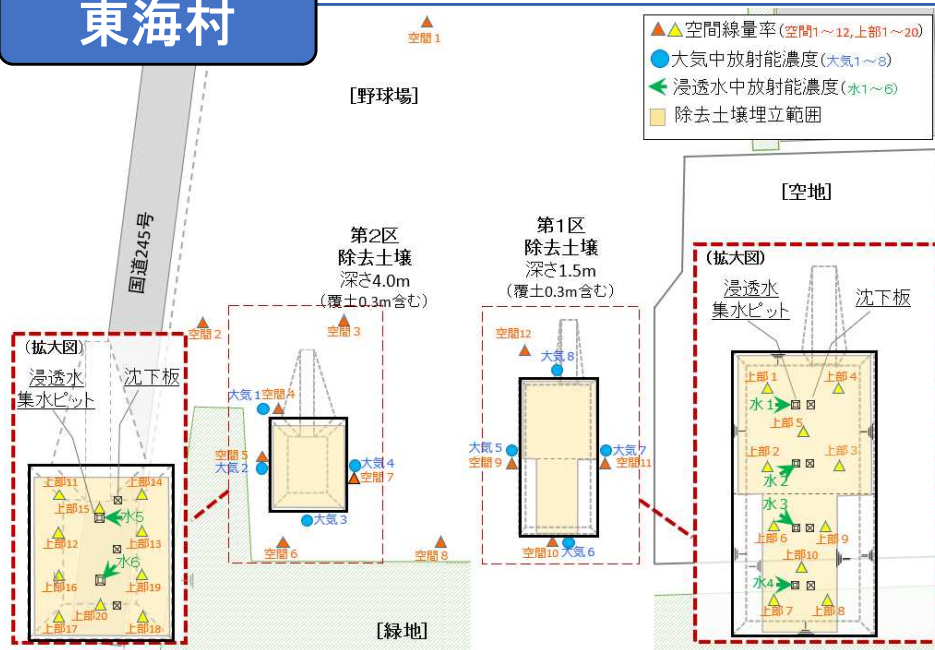 東海村
空間1
[野球場]
▲▲空間線量率(空間1～12,上部1～20)
●大気中放射能濃度(大気1～8)
浸透水中放射能濃度(水1～6)
除去土壌埋立範囲
[空地]
国道245号
第2区
除去土壌
深さ4.0m
(覆土0.3m含む)
第1区
除去土壌
深さ1.5m
(覆土0.3m含む)
空間2
空間3
大気1
空間4
空間5
大気2
大気4
空間7
大気3
空間6
空間8
空間12
大気8
大気5
空間9
大気7
空間11
空間10
大気6
(拡大図)
浸透水
集水ピット
沈下板
上部11
上部14
上部15
水5
上部12
上部13
水6
上部16
上部19
上部20
上部17
上部18
(拡大図)
浸透水
集水ピット
沈下板
上部1
上部4
水1
上部5
上部2
上部3
水2
水3
上部6
上部9
上部10
水4
上部7
上部8
[緑地]